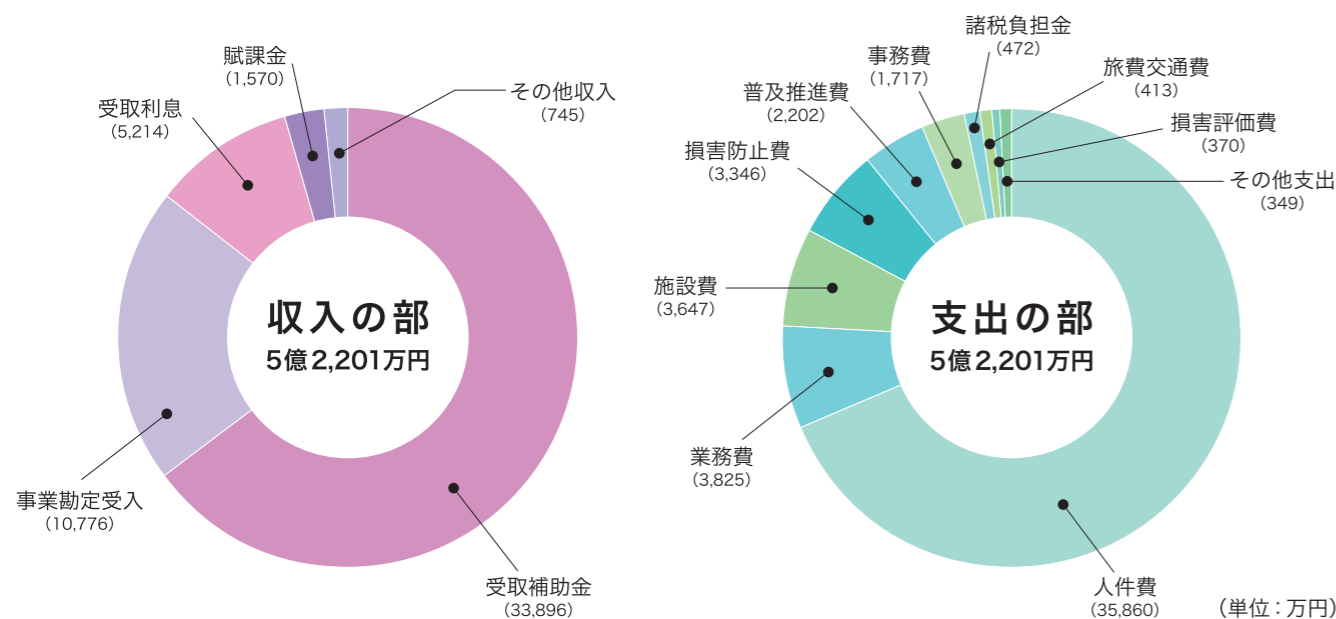 収入の部
5億2,201万円
受取補助金
(33,896)
事業勘定受入
(10,776)
受取利息
(5,214)
賦課金
(1,570)
その他収入
(745)
支出の部
5億2,201万円
人件費
(35,860)
業務費
(3,825)
施設費
(3,647)
損害防止費
(3,346)
普及推進費
(2,202)
事務費
(1,717)
諸税負担金
(472)
旅費交通費
(413)
損害評価費
(370)
その他支出
(349)
(単位:万円)